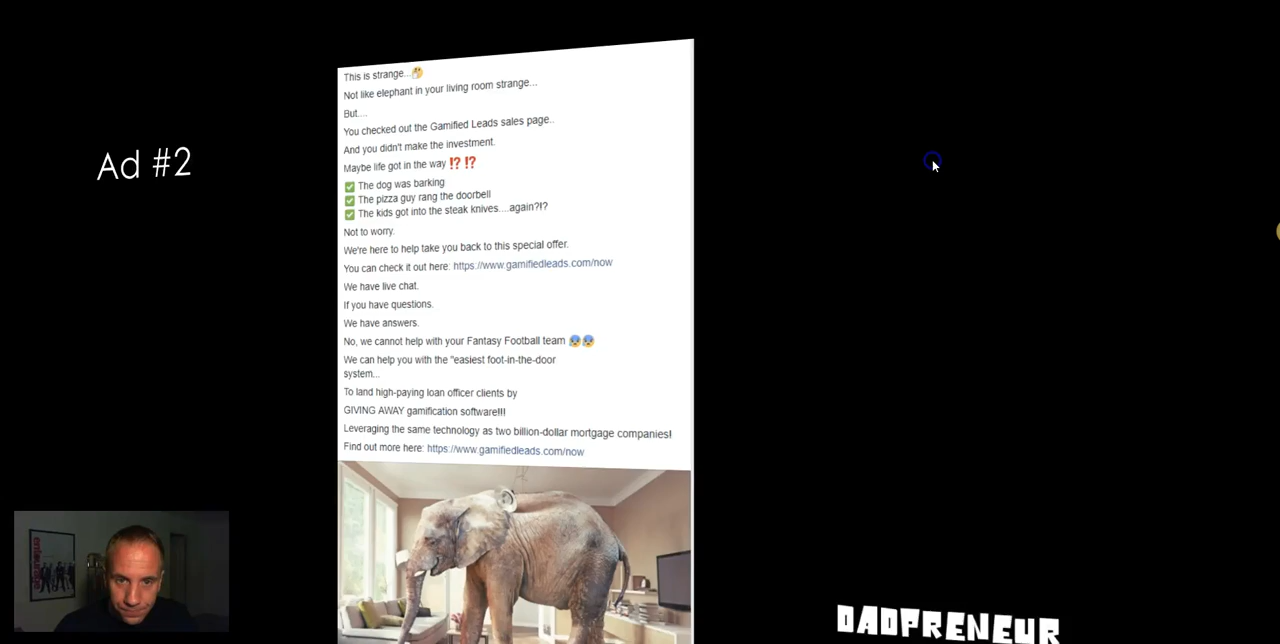 Ad #2
This is strange...🤔
Not like elephant in your living room strange...
But....
You checked out the Gamified Leads sales page..
And you didn't make the investment.
Maybe life got in the way ⁉️ ⁉️
✅ The dog was barking
✅ The pizza guy rang the doorbell
✅ The kids got into the steak knives....again?!?
Not to worry.
We're here to help take you back to this special offer.
You can check it out here: https://www.gamifiedleads.com/now
We have live chat.
If you have questions.
We have answers.
No, we cannot help with your Fantasy Football team 😰😰
We can help you with the "easiest foot-in-the-door
system...
To land high-paying loan officer clients by
GIVING AWAY gamification software!!!
Leveraging the same technology as two billion-dollar mortgage companies!
Find out more here: https://www.gamifiedleads.com/now
entourage
DADPRENEUR